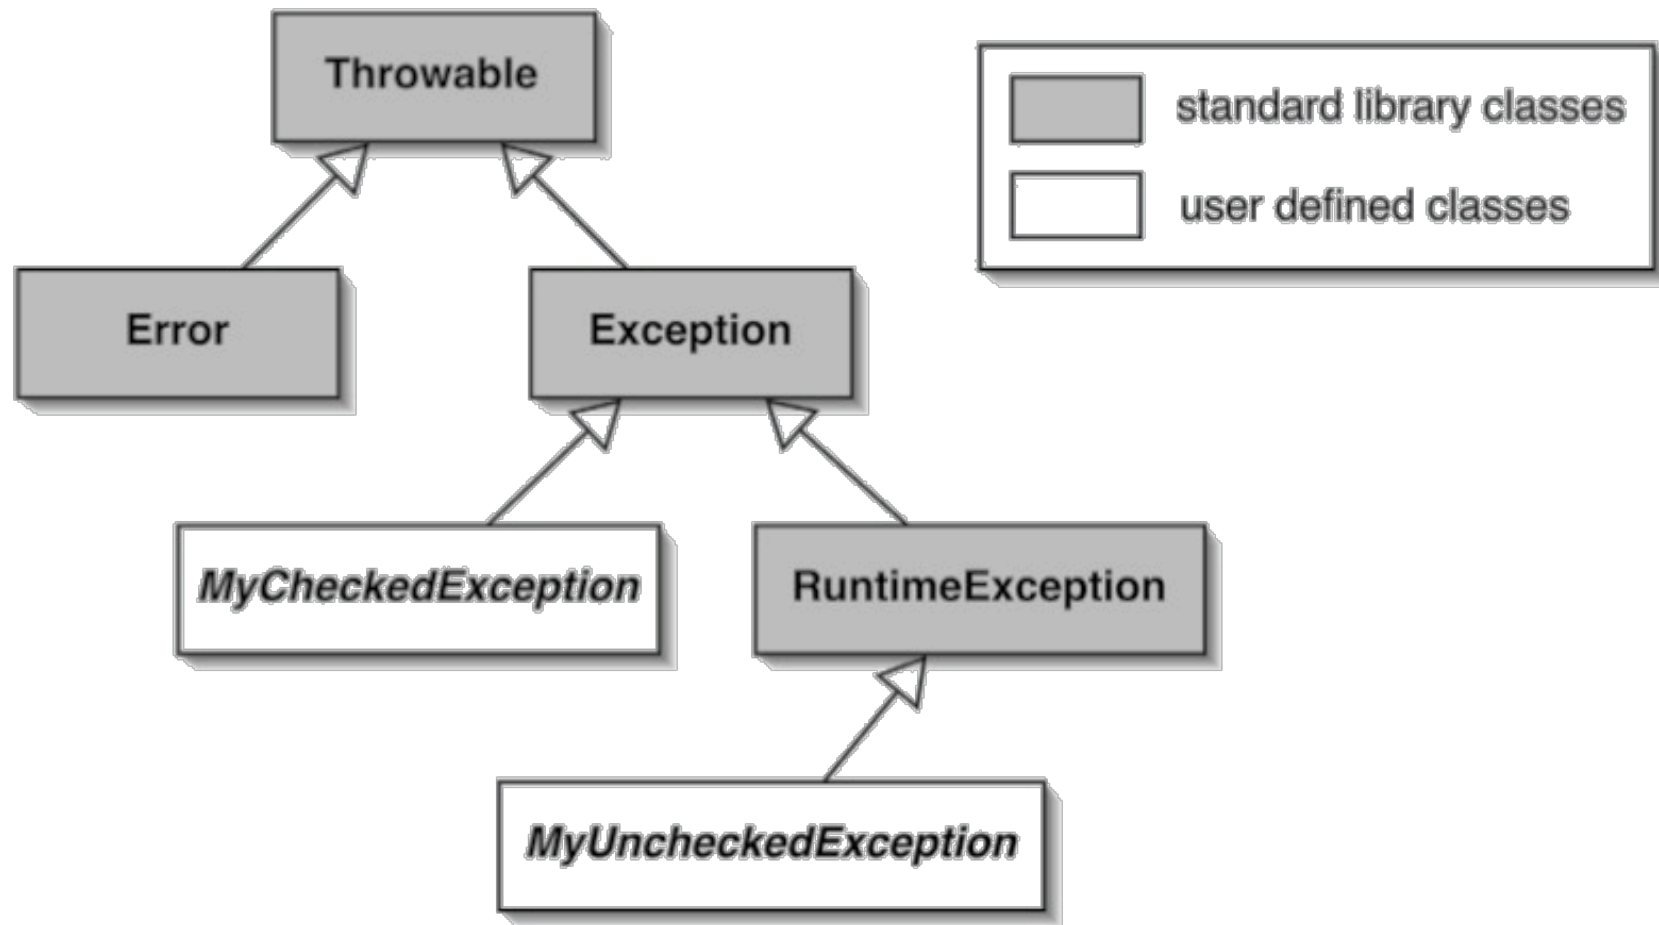 Throwable
standard library classes
user defined classes
Error
Exception
MyCheckedException
RuntimeException
MyUncheckedException